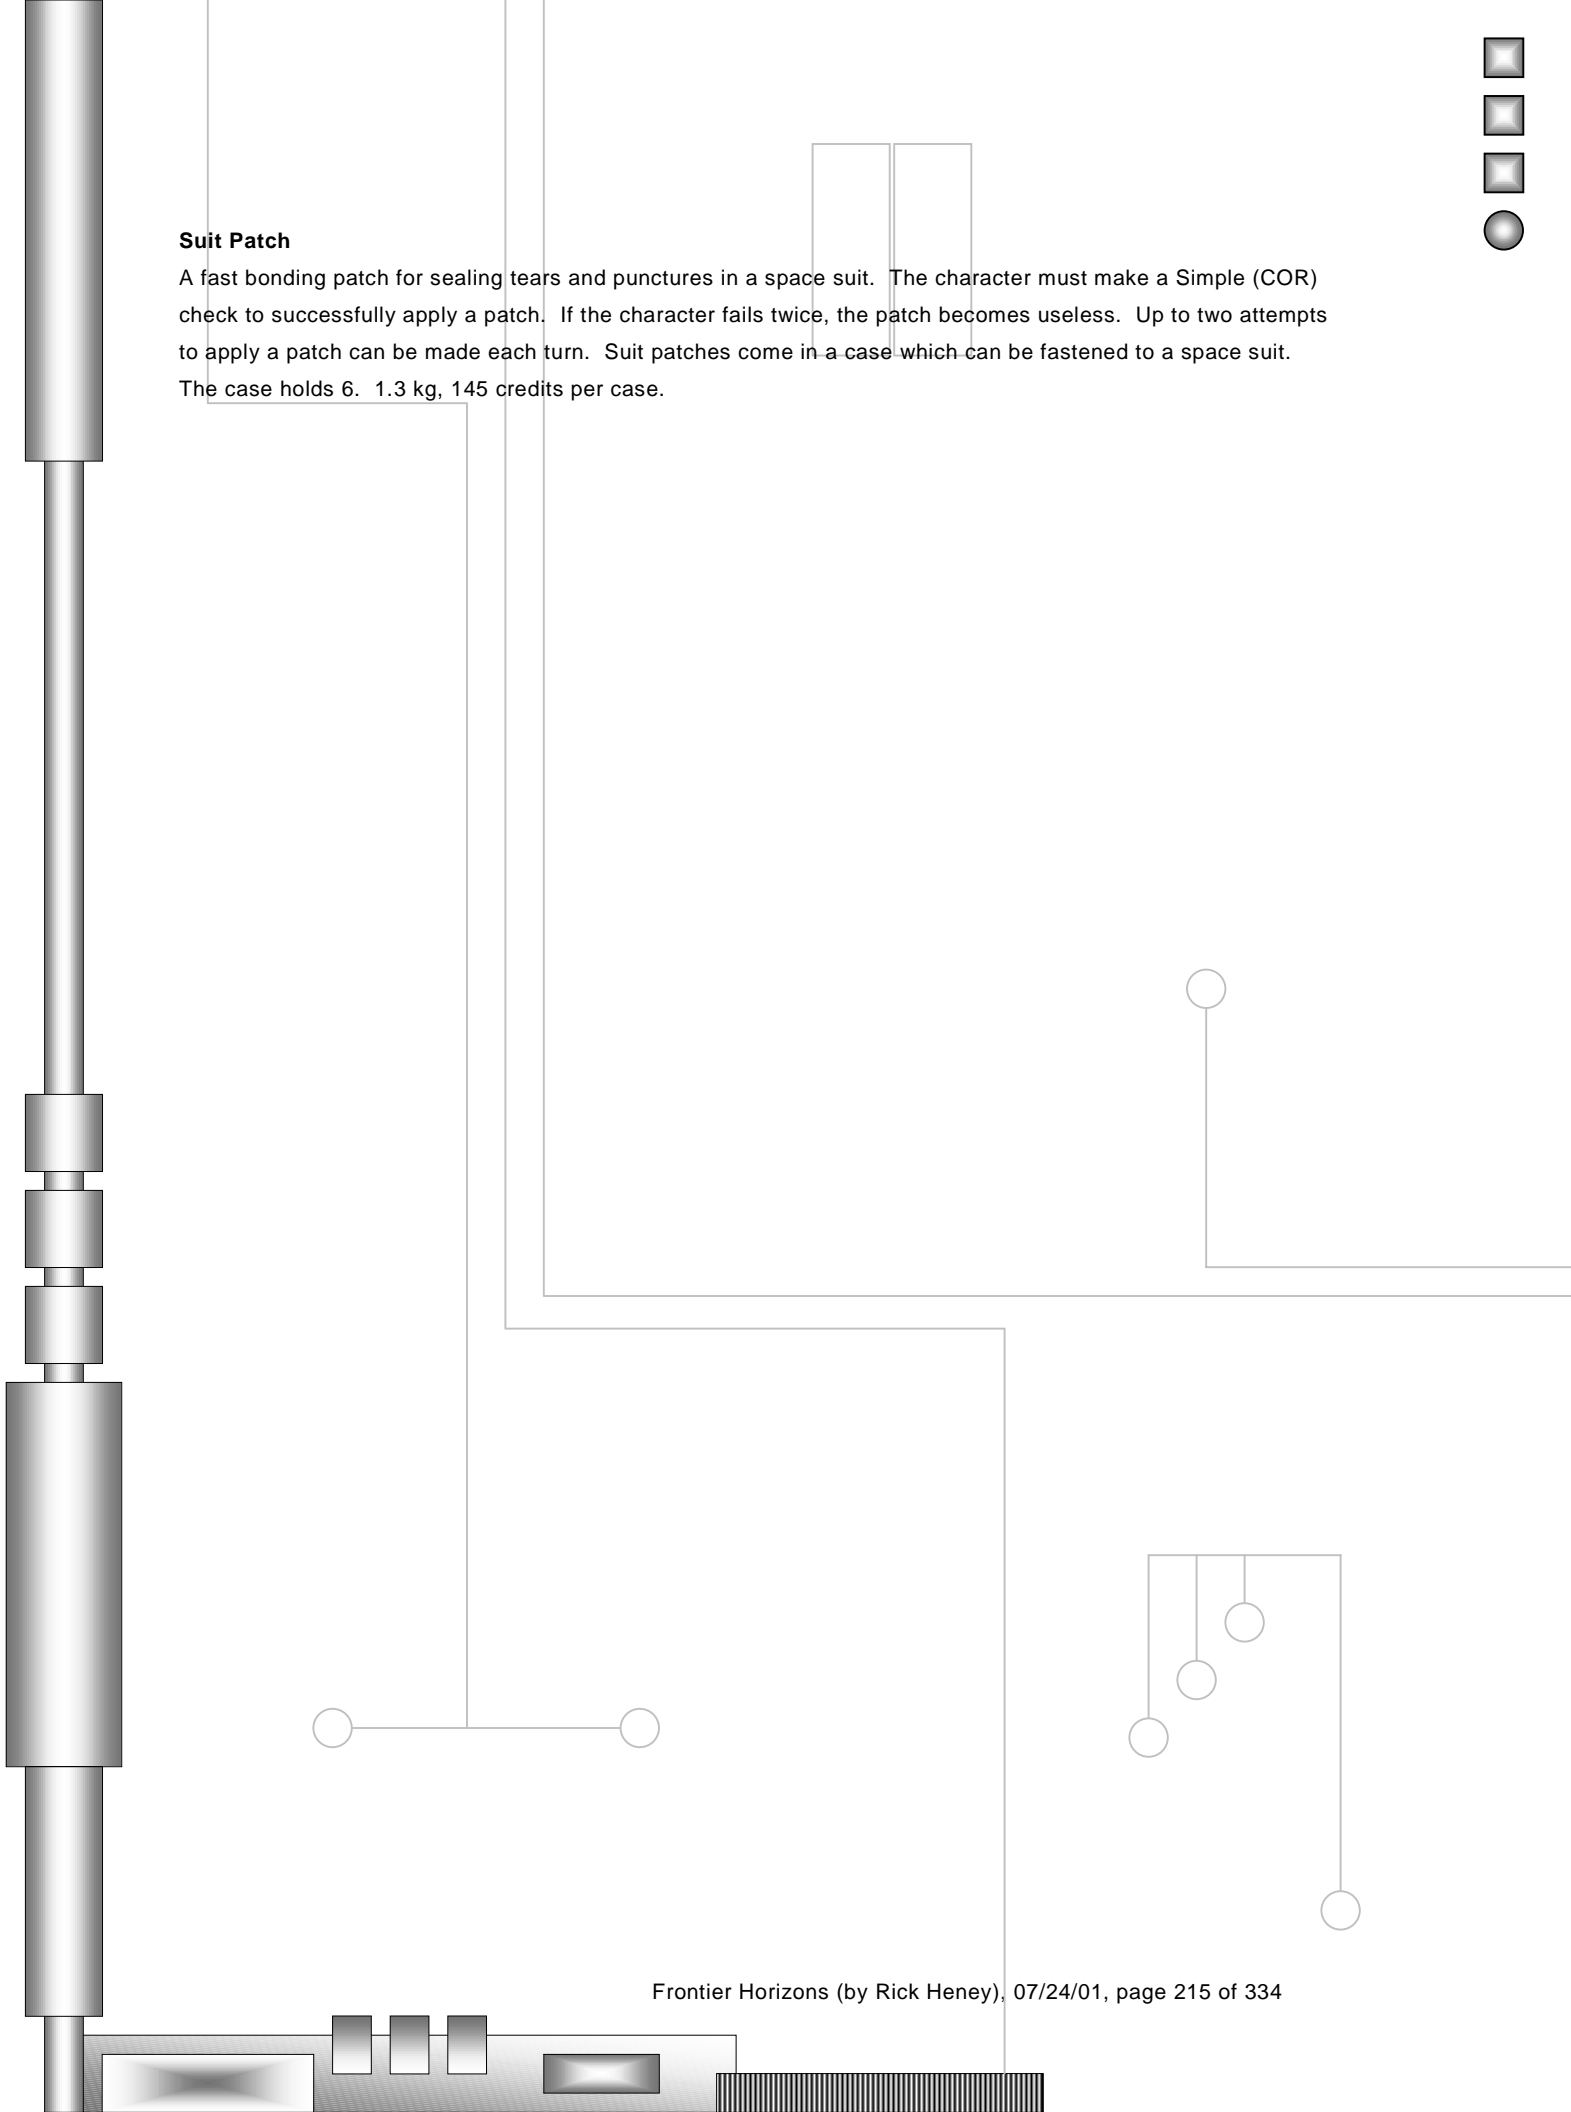 Suit Patch
A fast bonding patch for sealing tears and punctures in a space suit.  The character must make a Simple (COR)
check to successfully apply a patch.  If the character fails twice, the patch becomes useless.  Up to two attempts
to apply a patch can be made each turn.  Suit patches come in a case which can be fastened to a space suit.
The case holds 6.  1.3 kg, 145 credits per case.
Frontier Horizons (by Rick Heney), 07/24/01, page 215 of 334